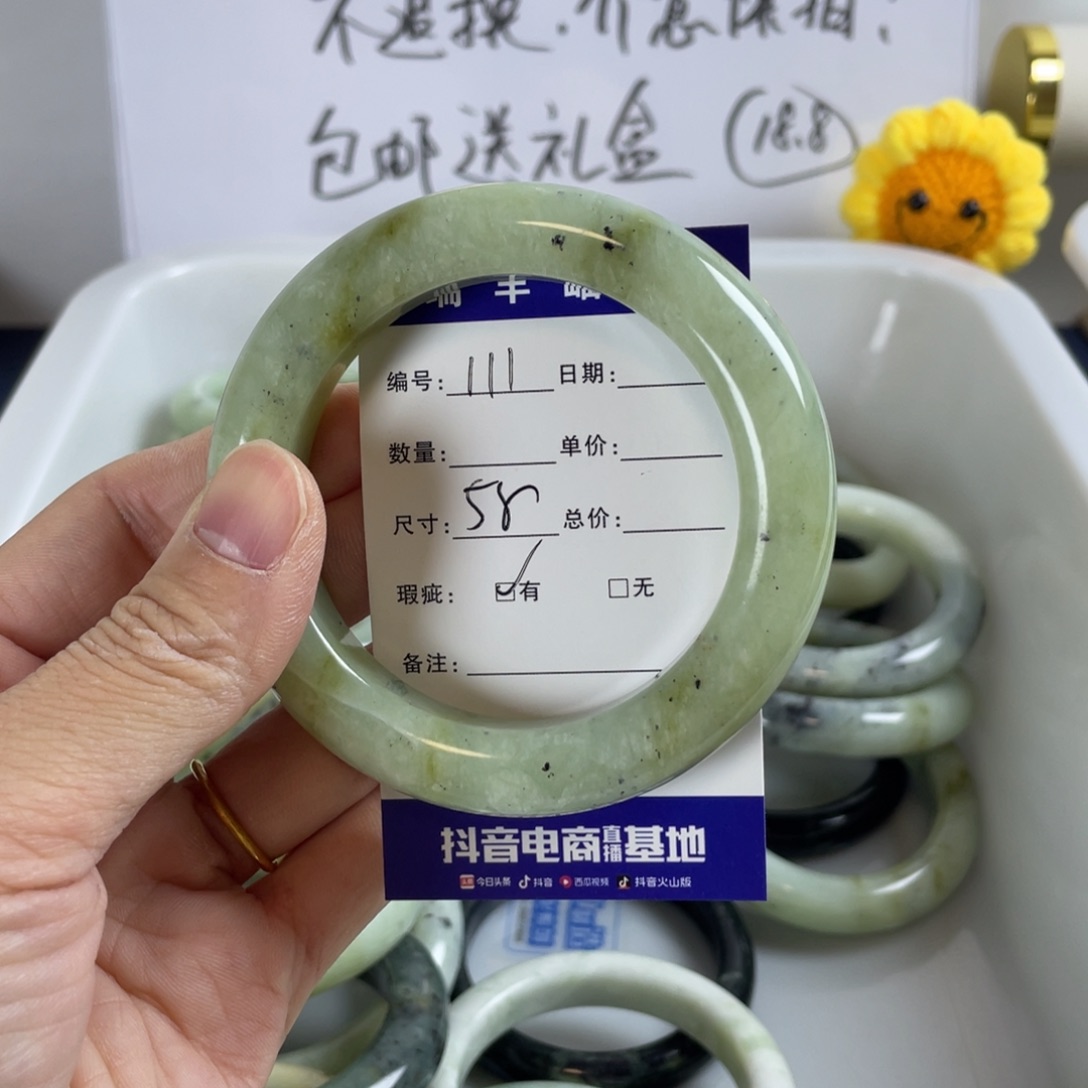 不退换,介意慎拍:
包邮送礼盒 (18.8)
瑞丰
编号: 111 日期:
数量: 单价:
尺寸: 58 总价:
瑕疵: ☑有 □无
备注:
抖音电商直播基地
今日头条 抖音 西瓜视频 抖音火山版